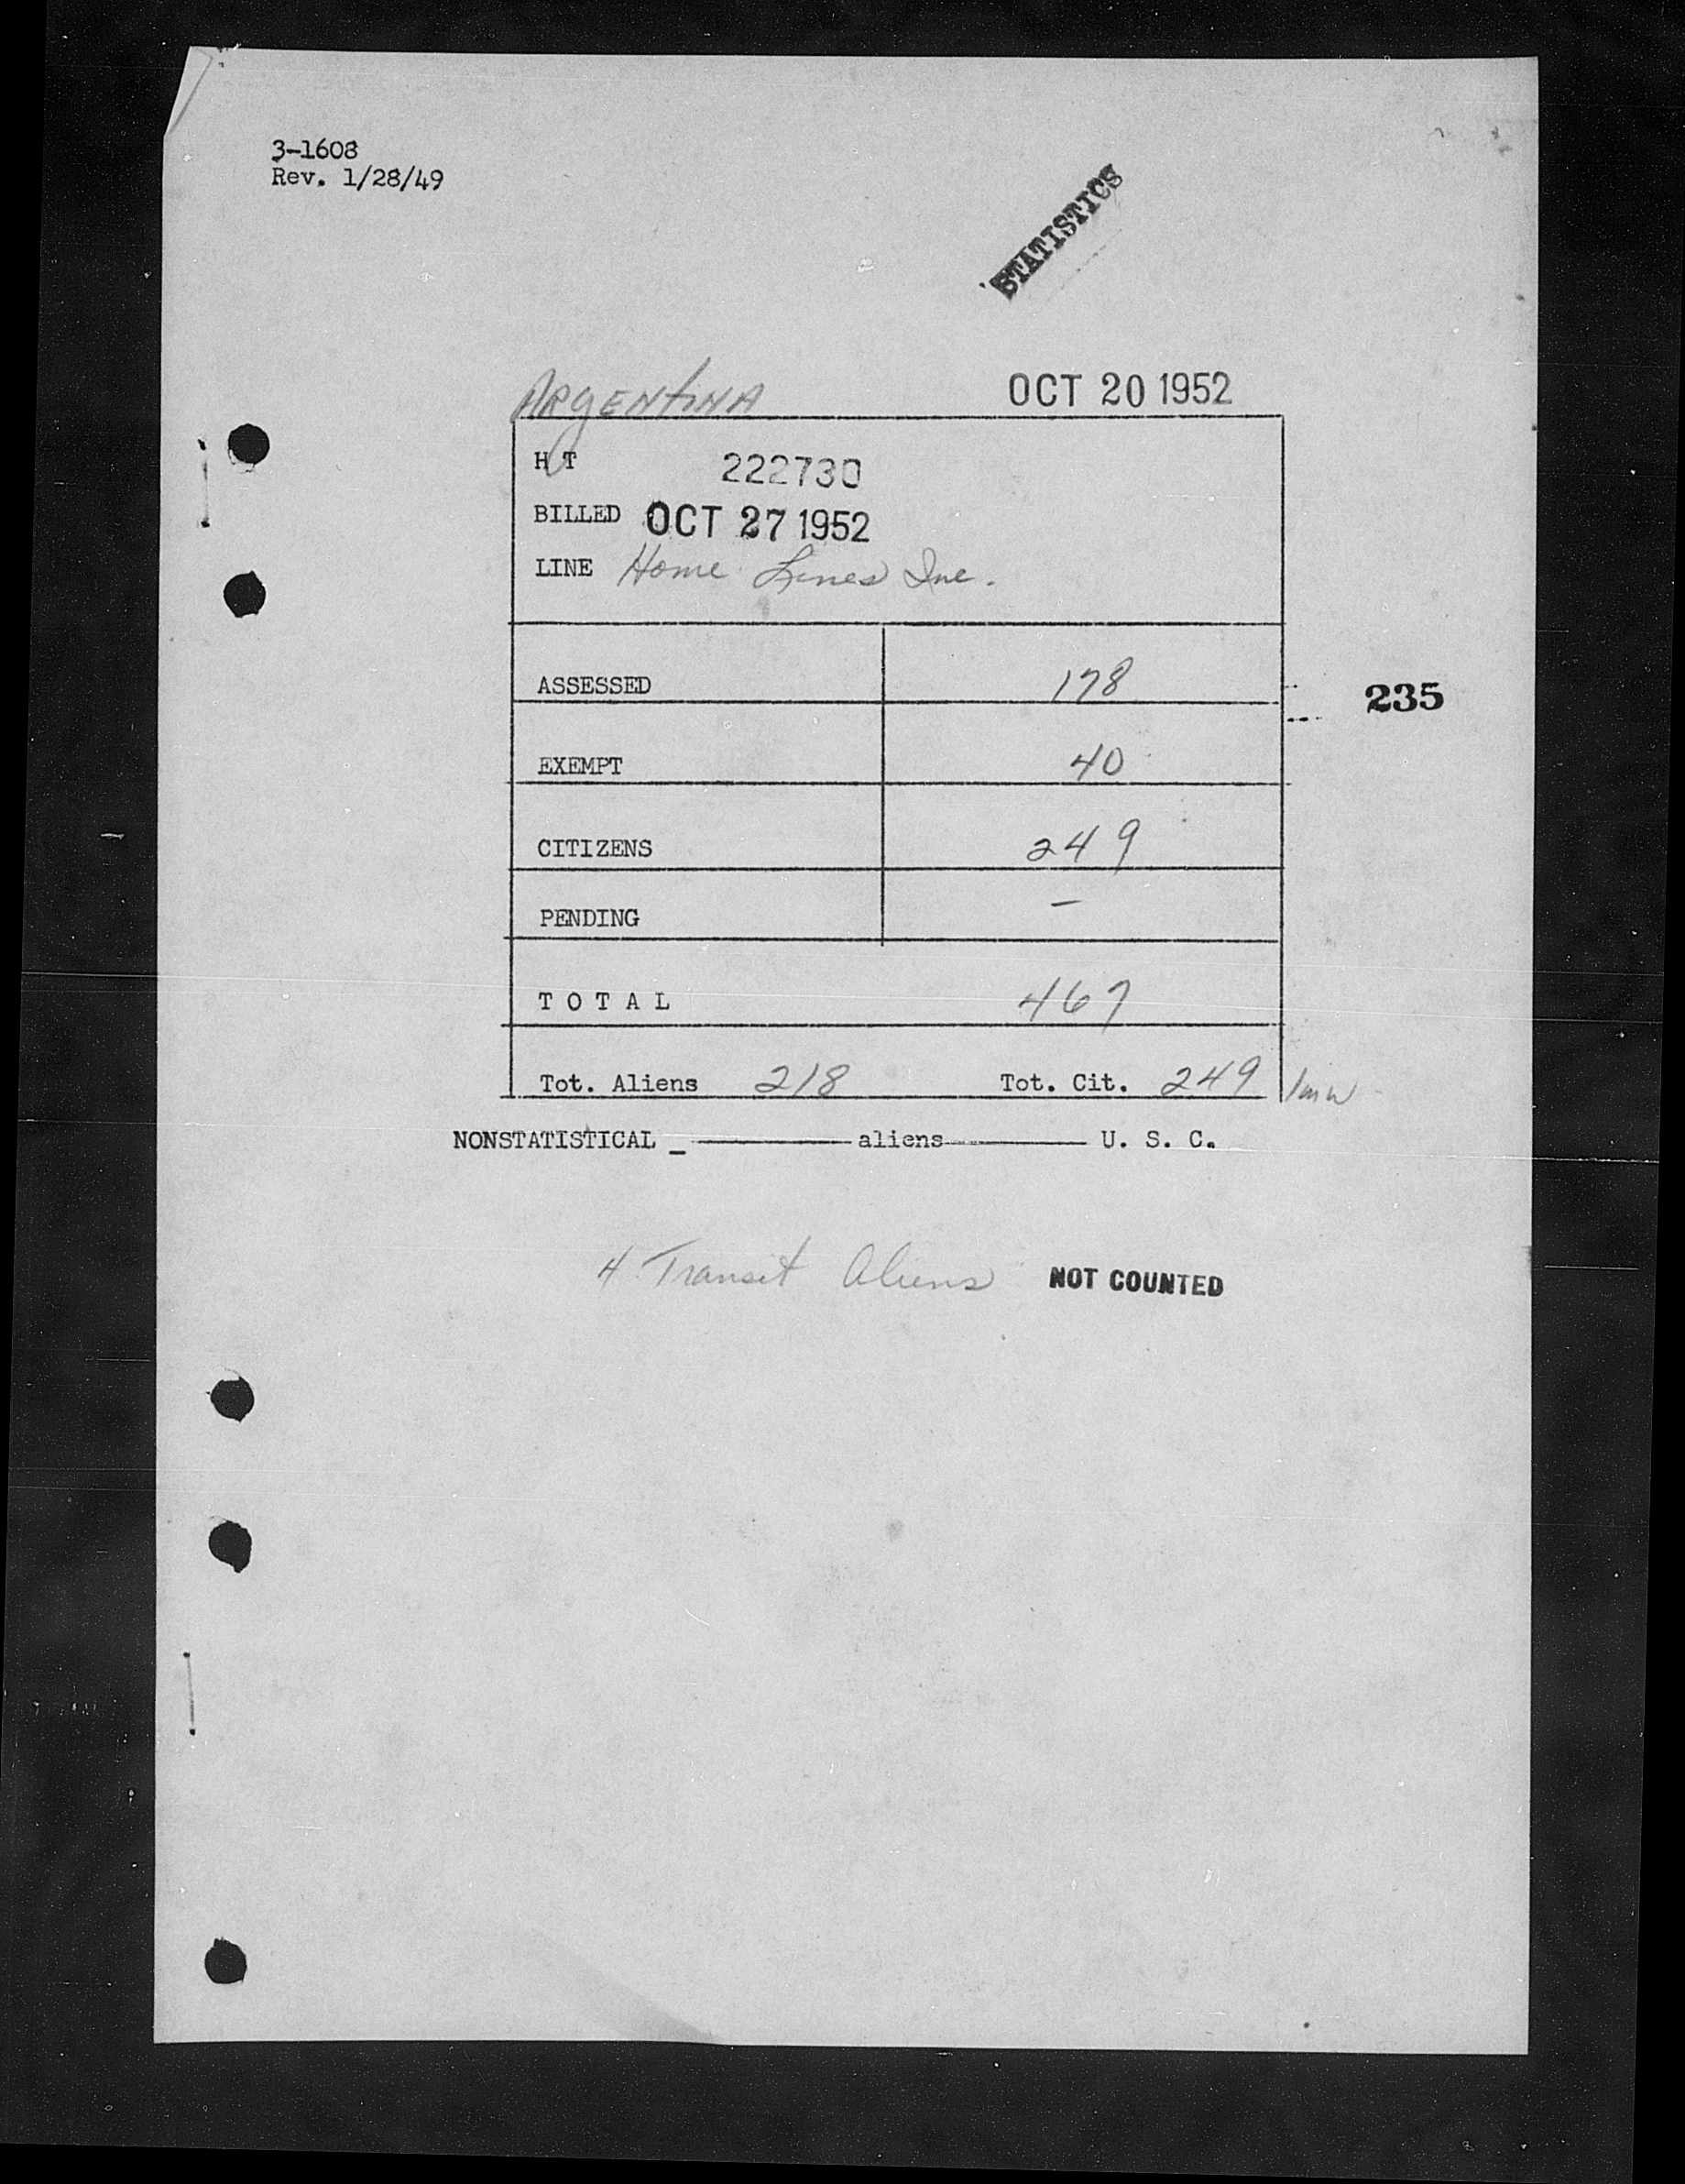 3-1608
Rev. 1/28/49
STATISTICS
ARgENtINA OCT 20 1952
H T 222730
BILLED OCT 27 1952
LINE Home Lines Inc.
ASSESSED 178
235
EXEMPT 40
CITIZENS 249
PENDING –
T O T A L 467
Tot. Aliens 218 Tot. Cit. 249
NONSTATISTICAL _ aliens U. S. C.
4 Transit Aliens NOT COUNTED